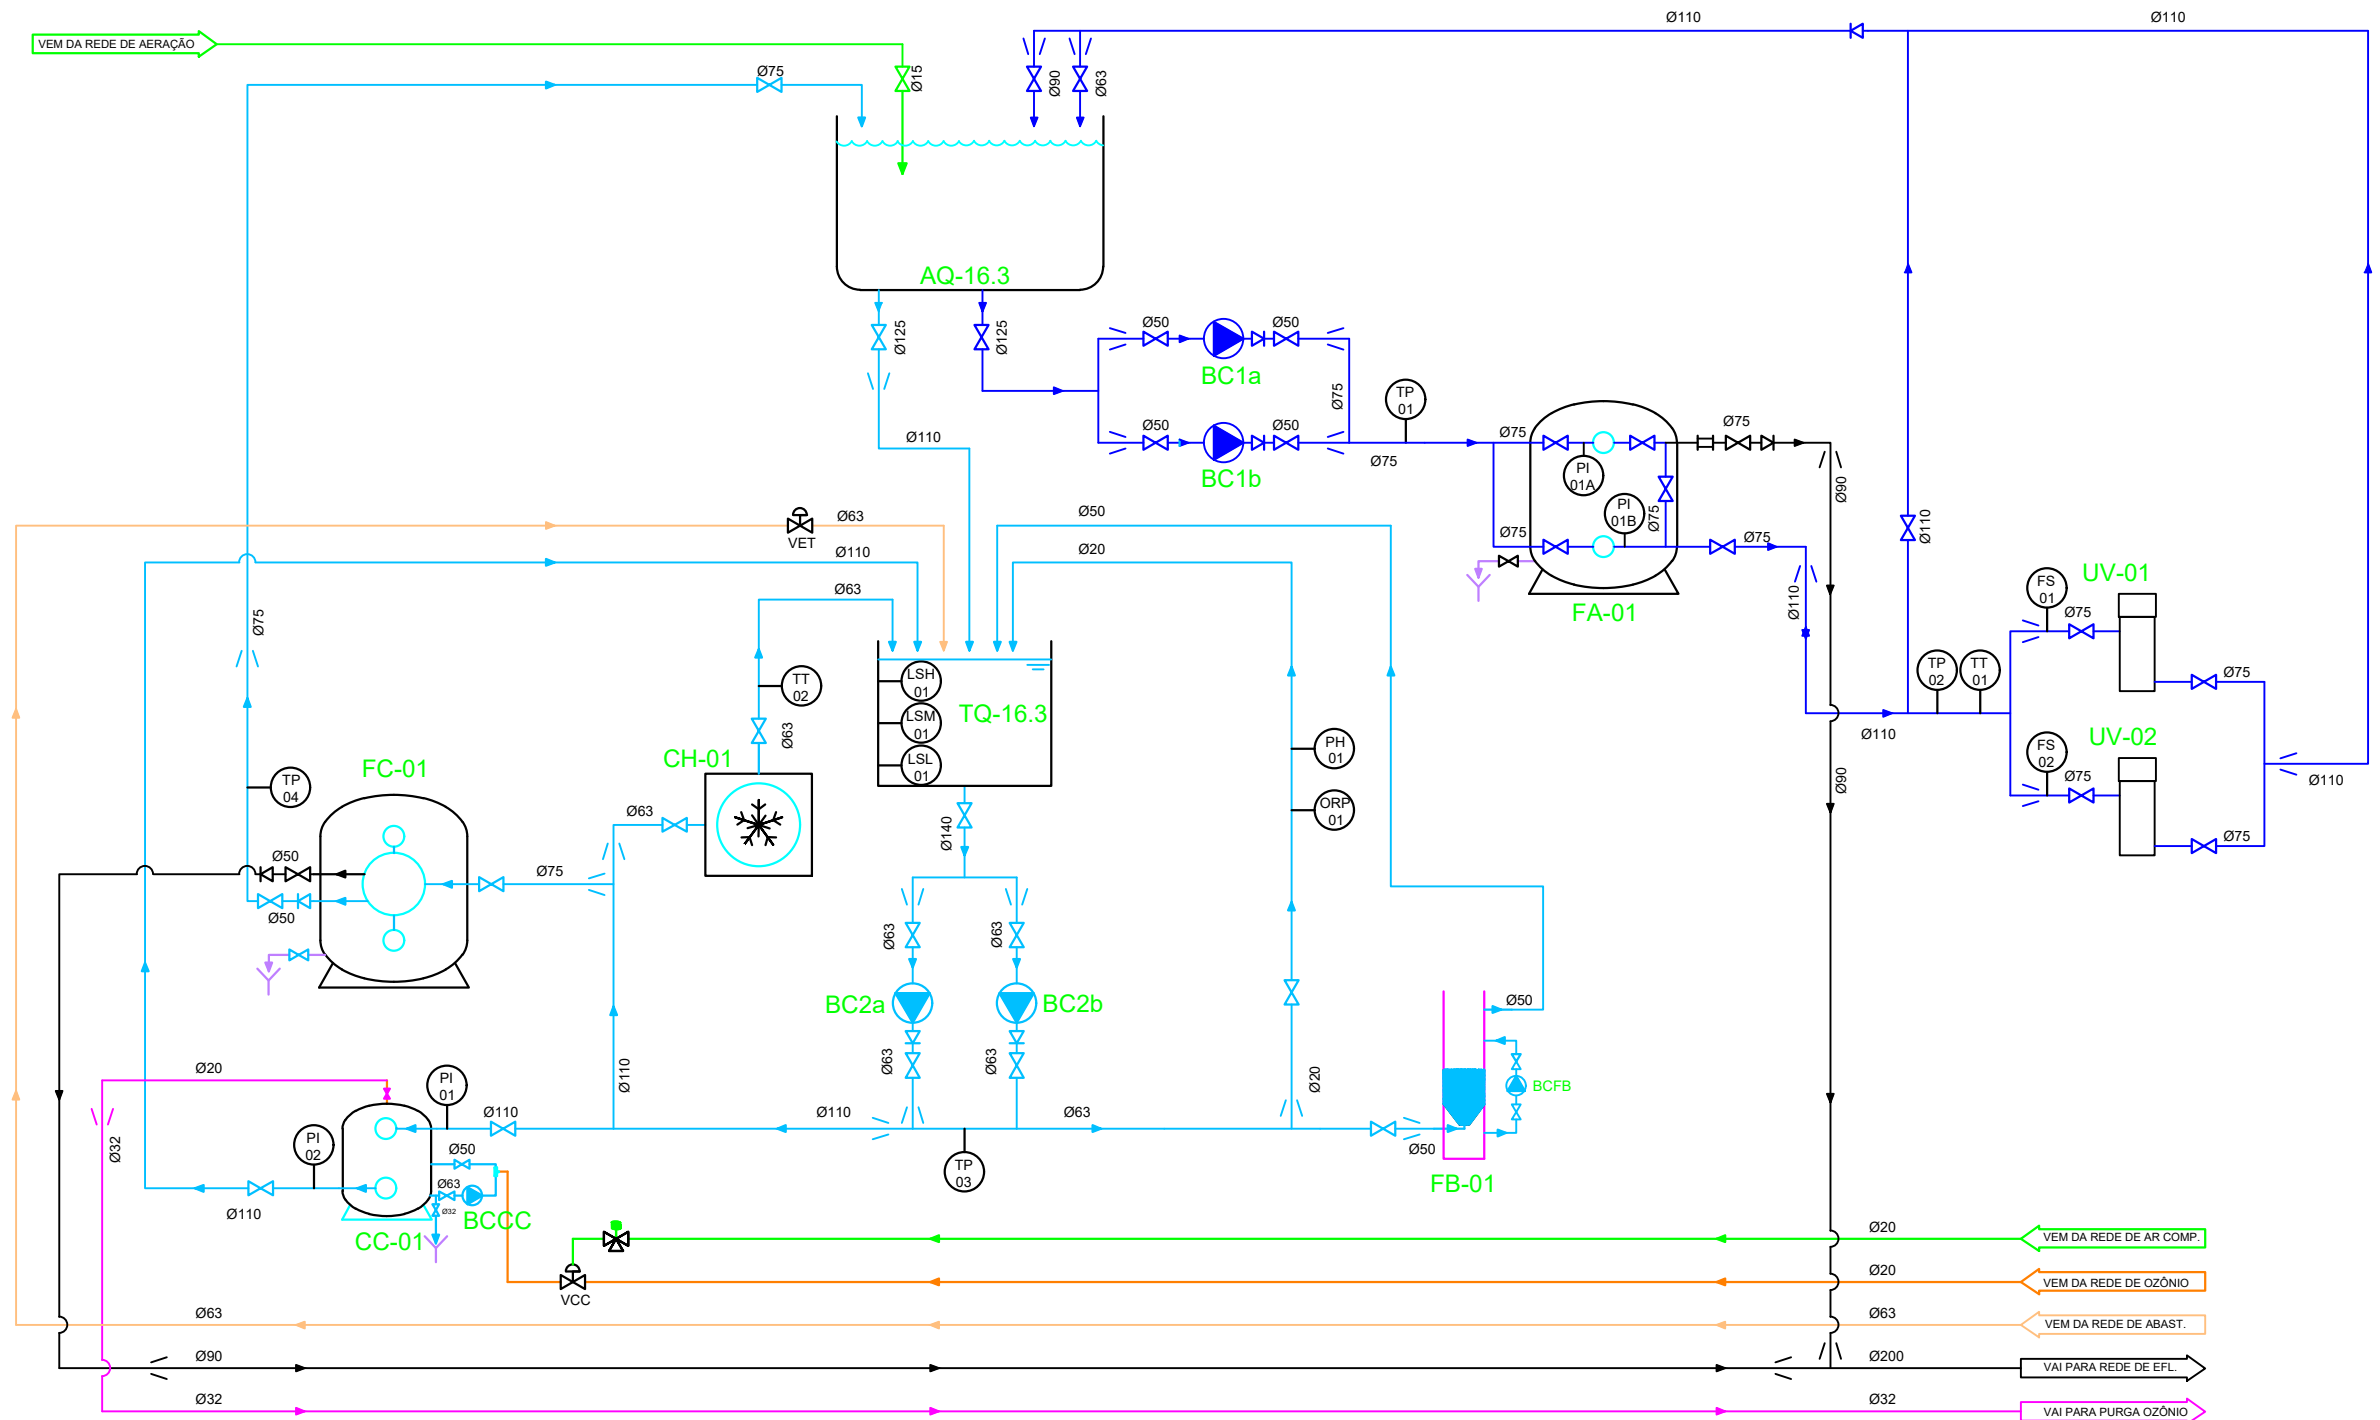 Ø110
Ø110
VEM DA REDE DE AERAÇÃO
Ø75
Ø15
Ø90
Ø63
AQ-16.3
Ø125
Ø125
Ø50
Ø50
BC1a
Ø75
TP
01
Ø110
Ø50
Ø50
BC1b
Ø75
Ø75
Ø75
PI
01A
Ø90
PI
01B
Ø75
Ø75
Ø75
Ø110
FA-01
Ø110
Ø63
VET
Ø50
Ø110
Ø20
Ø63
Ø75
FS
01
UV-01
Ø75
TP
02
TT
01
Ø75
Ø110
FS
02
UV-02
Ø75
Ø110
Ø75
Ø90
TT
02
Ø63
LSH
01
LSM
01
LSL
01
TQ-16.3
PH
01
ORP
01
CH-01
FC-01
TP
04
Ø63
Ø140
Ø50
Ø75
Ø50
Ø63
Ø63
BC2a
BC2b
Ø50
Ø63
Ø63
BCFB
Ø20
PI
01
Ø110
Ø20
Ø110
Ø110
Ø63
Ø32
PI
02
Ø50
Ø50
TP
03
FB-01
Ø63
Ø32
Ø110
BCCC
CC-01
Ø20
VEM DA REDE DE AR COMP.
VCC
Ø20
VEM DA REDE DE OZÔNIO
Ø63
Ø63
VEM DA REDE DE ABAST.
Ø90
Ø200
VAI PARA REDE DE EFL.
Ø32
Ø32
VAI PARA PURGA OZÔNIO